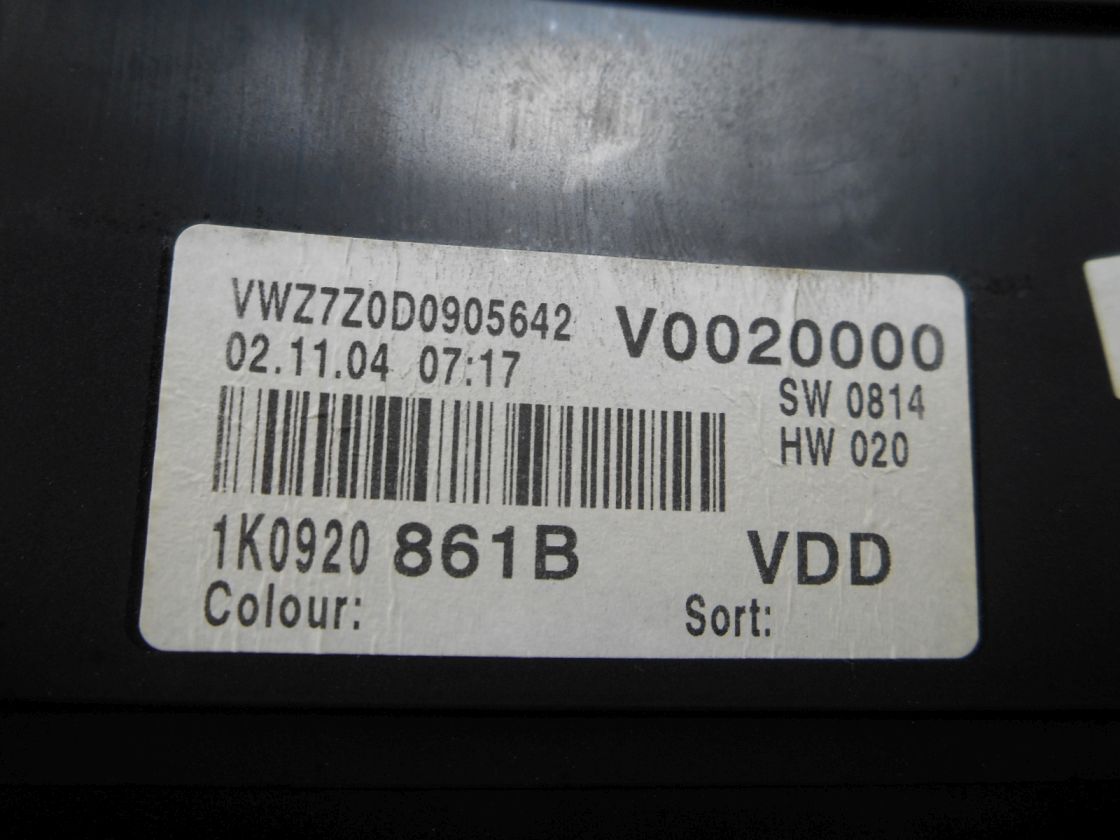 VWZ7Z0D0905642 V0020000
02.11.04 07:17
SW 0814
HW 020
1K0920 861B VDD
Colour: Sort: